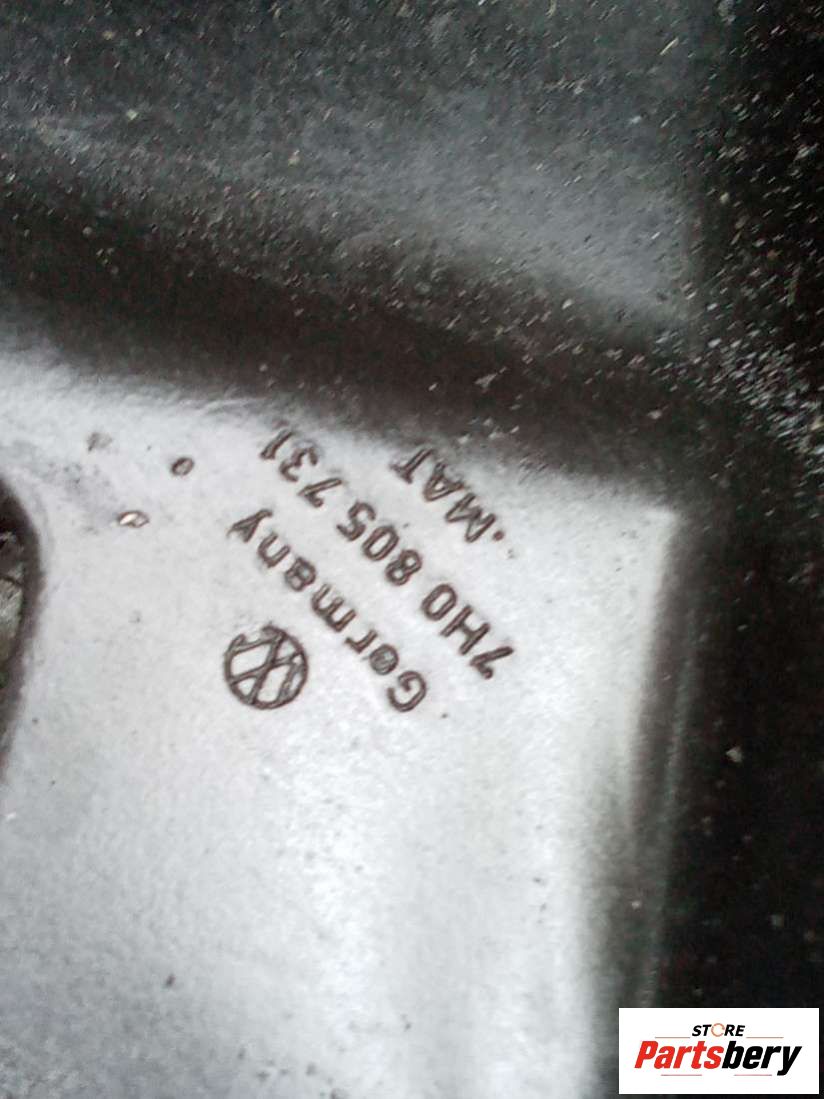 Germany
7H0 805 731
.MAT
STORE
Partsbery